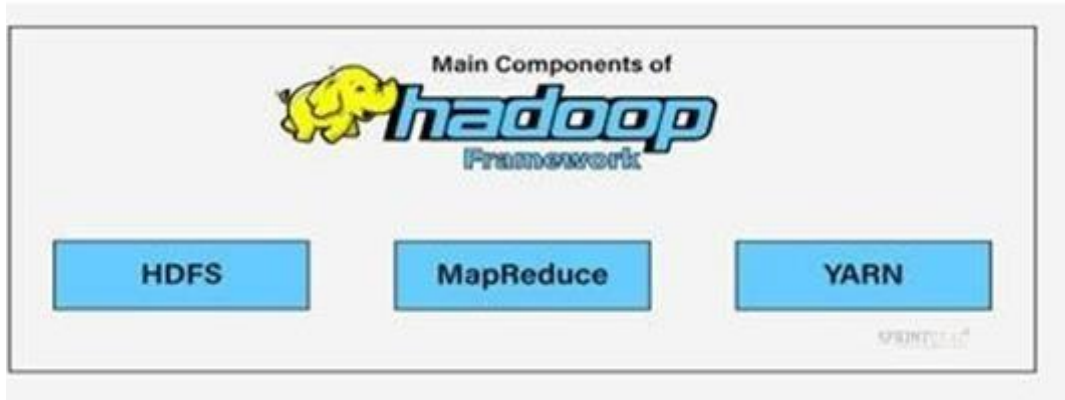 Main Components of
hadoop
Framework
HDFS
MapReduce
YARN